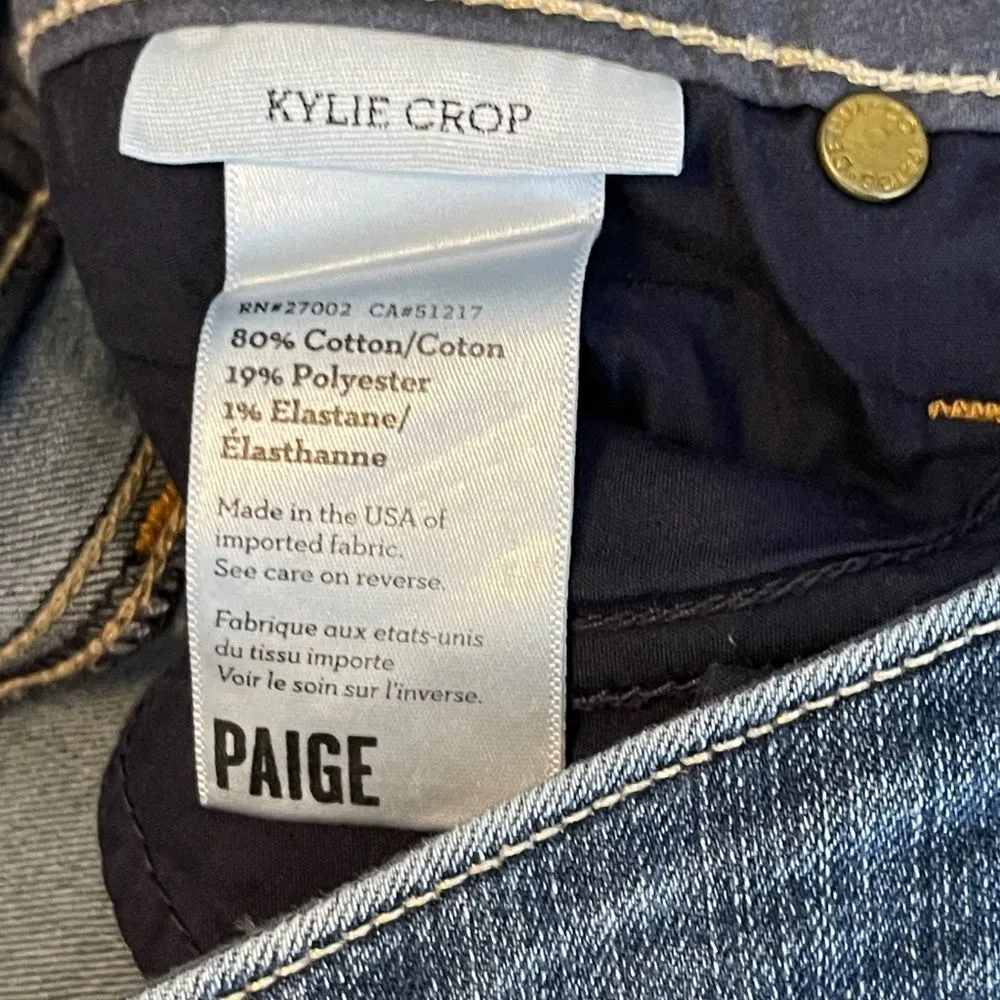 KYLIE CROP
RN#27002 CA#51217
80% Cotton/Coton
19% Polyester
1% Elastane/
Élasthanne
Made in the USA of
imported fabric.
See care on reverse.
Fabrique aux etats-unis
du tissu importe
Voir le soin sur l'inverse.
PAIGE